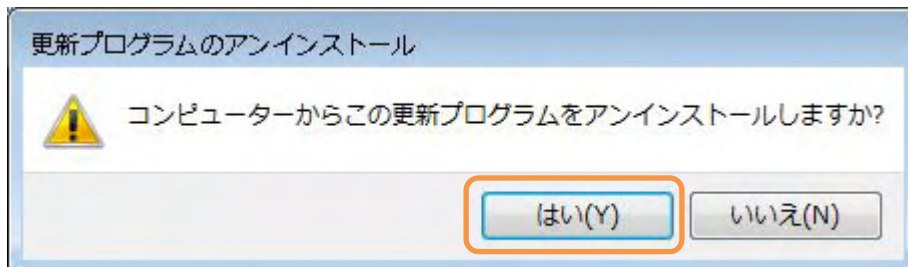 更新プログラムのアンインストール
コンピューターからこの更新プログラムをアンインストールしますか?
はい(Y) いいえ(N)